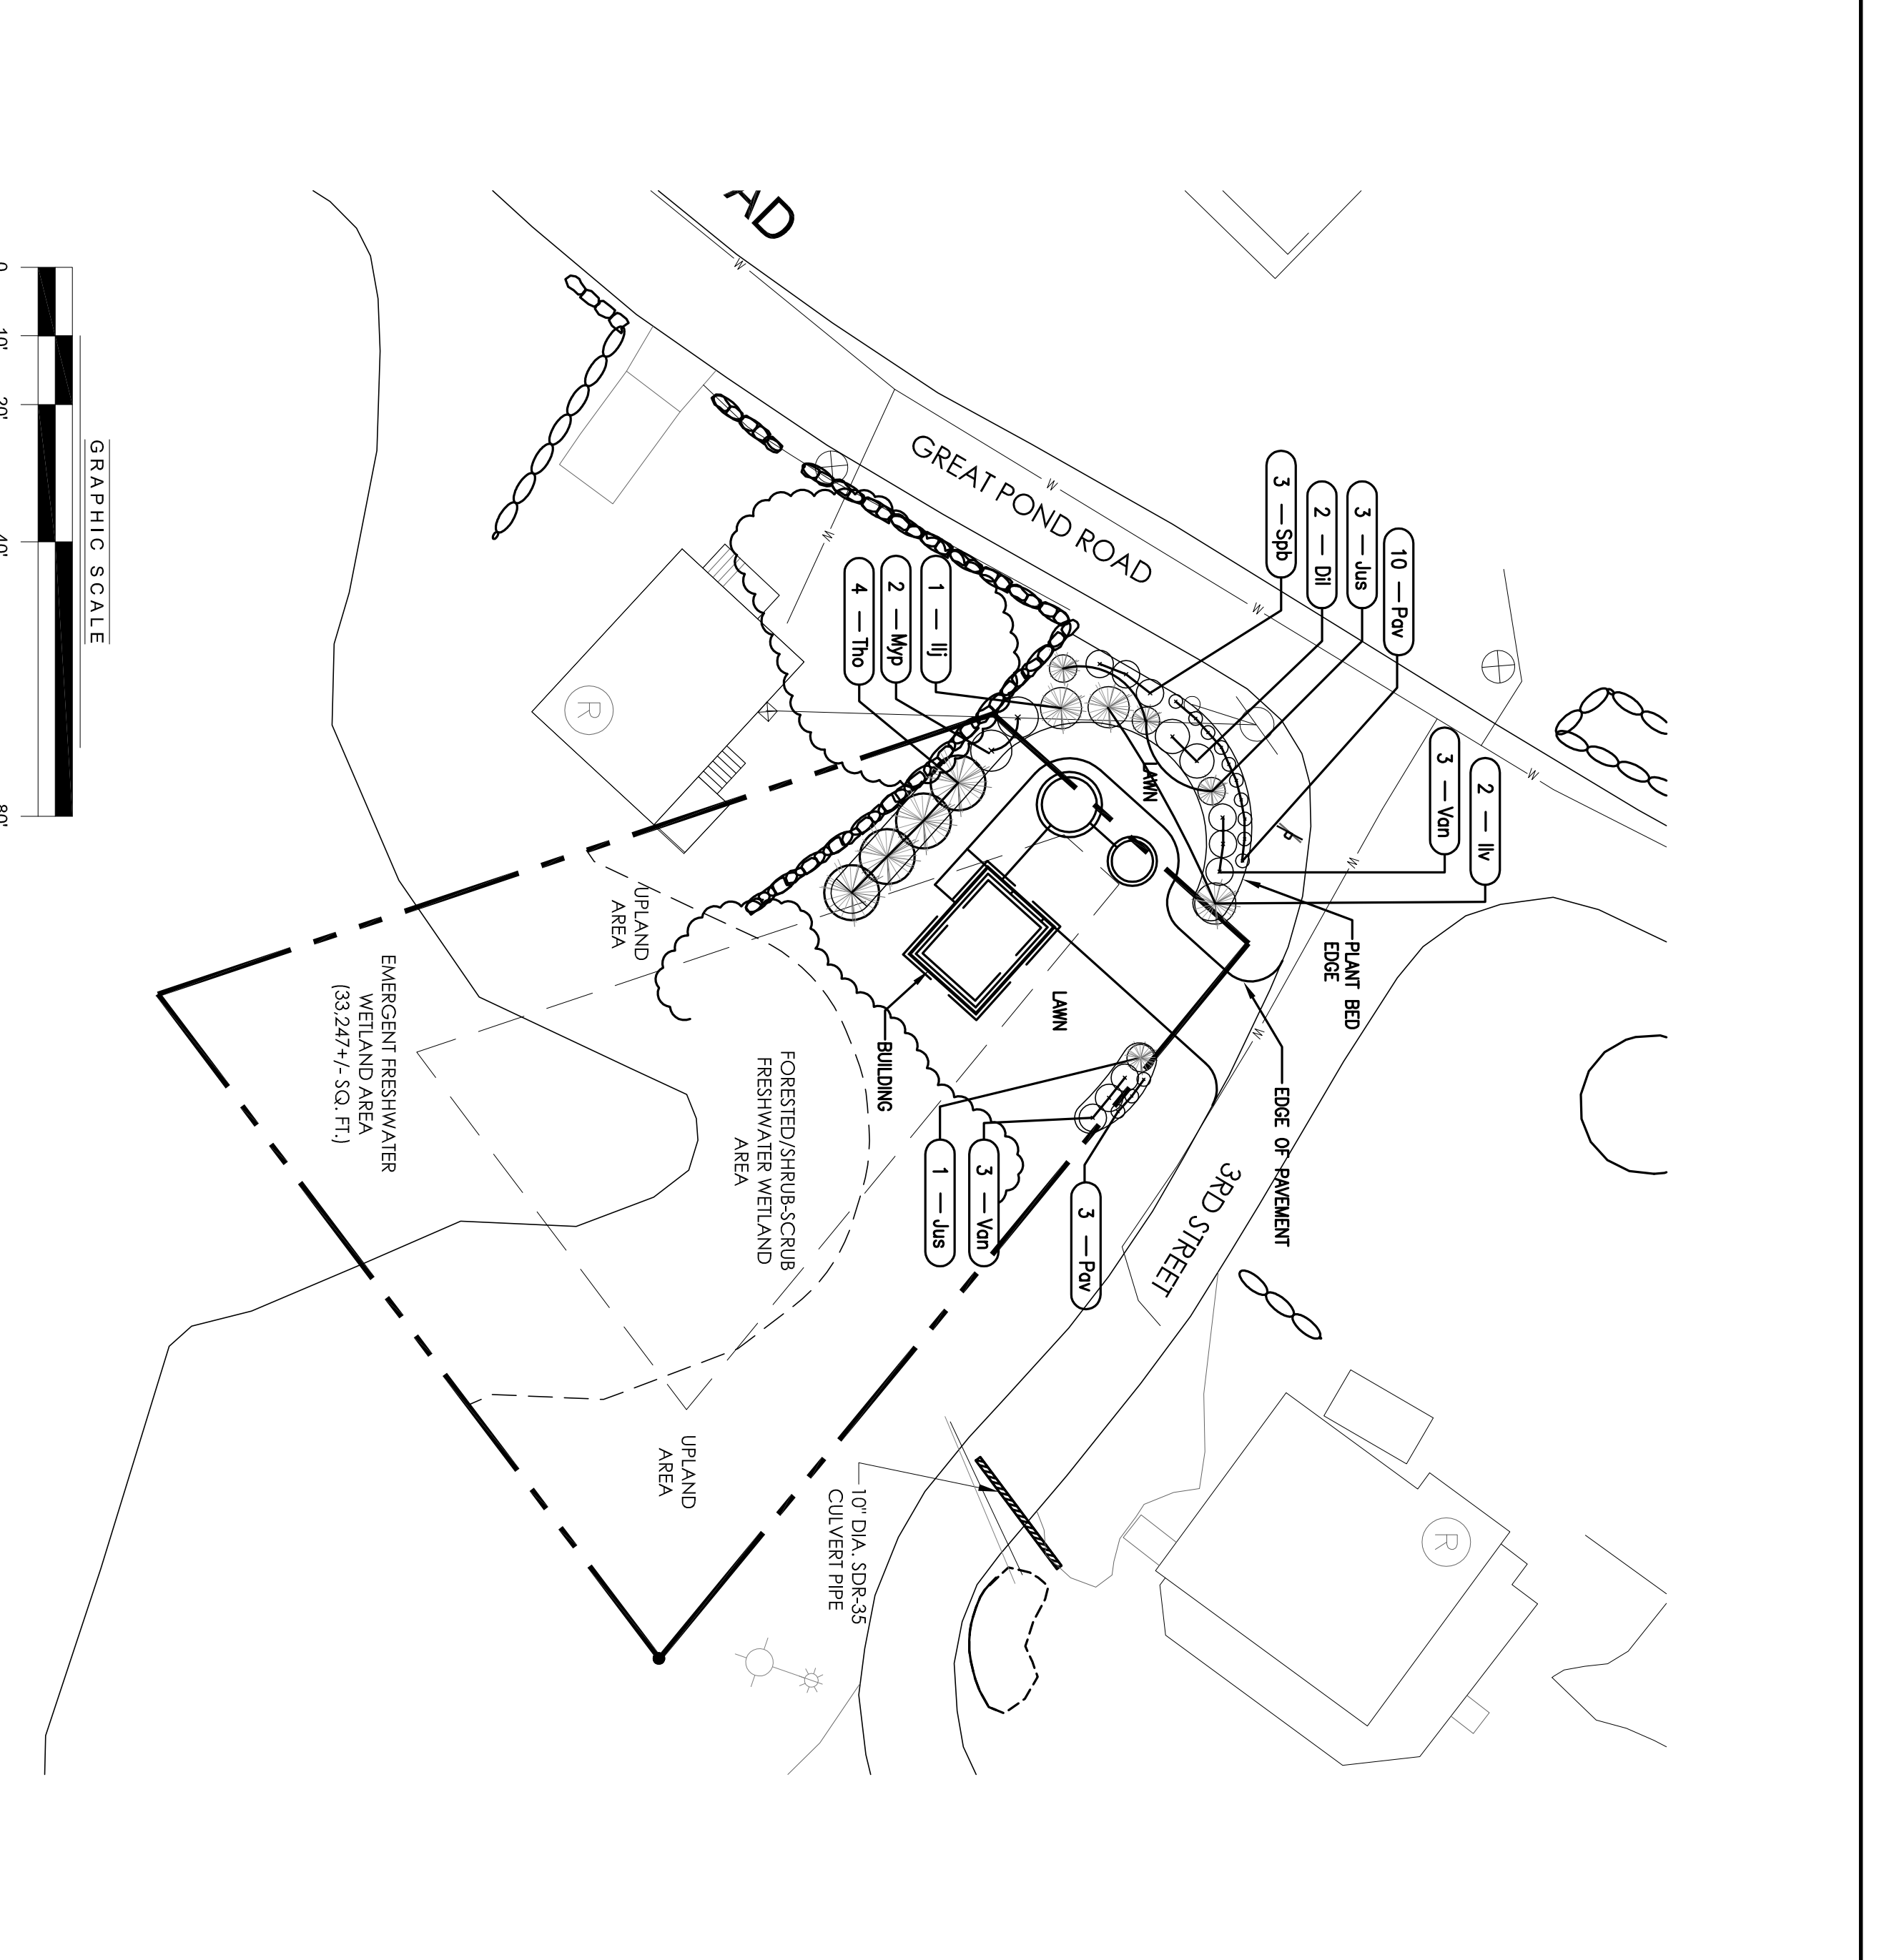 AD
GREAT POND ROAD
W
W
W
W
W
W
W
W
3 — Spb
2 — Dil
3 — Jus
10 — Pav
3 — Van
2 — Ilv
1 — Ilj
2 — Myp
4 — Tho
LAWN
LAWN
PLANT BED
EDGE
EDGE OF PAVEMENT
BUILDING
3 — Pav
3 — Van
1 — Jus
3RD STREET
R
R
UPLAND
AREA
FORESTED/SHRUB-SCRUB
FRESHWATER WETLAND
AREA
EMERGENT FRESHWATER
WETLAND AREA
(33,247+/- SQ. FT.)
UPLAND
AREA
10" DIA. SDR-35
CULVERT PIPE
GRAPHIC SCALE
0
10'
20'
40'
80'